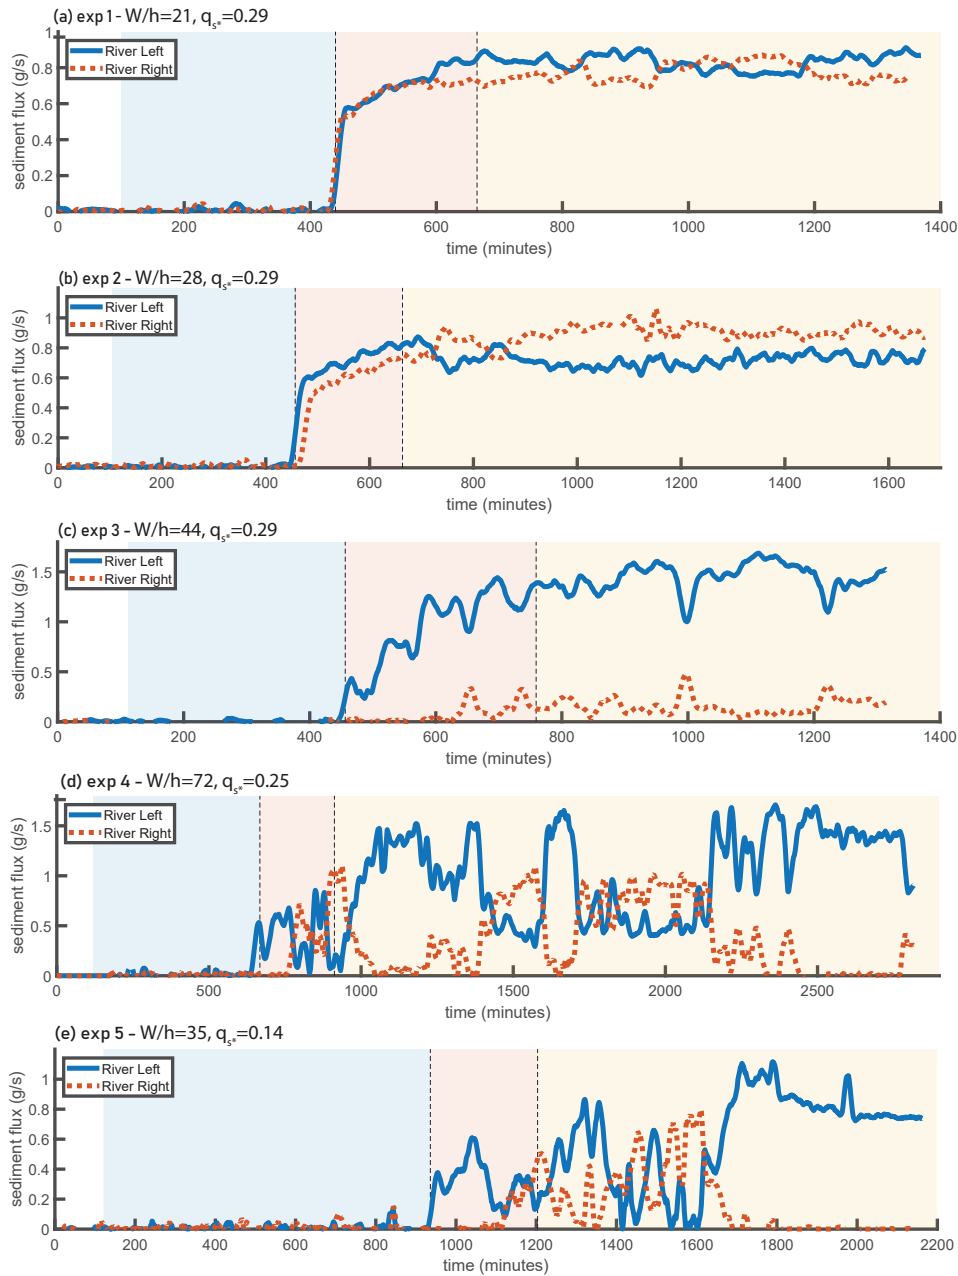 (a) exp 1- W/h=21, qs*=0.29
1
0.8
0.6
0.4
0.2
0
sediment flux (g/s)
River Left
River Right
0 200 400 600 800 1000 1200 1400
time (minutes)
(b) exp 2 - W/h=28, qs*=0.29
1
0.8
0.6
0.4
0.2
0
sediment flux (g/s)
River Left
River Right
0 200 400 600 800 1000 1200 1400 1600
time (minutes)
(c) exp 3 - W/h=44, qs*=0.29
1.5
1
0.5
0
sediment flux (g/s)
River Left
River Right
0 200 400 600 800 1000 1200 1400
time (minutes)
(d) exp 4 - W/h=72, qs*=0.25
1.5
1
0.5
0
sediment flux (g/s)
River Left
River Right
0 500 1000 1500 2000 2500
time (minutes)
(e) exp 5 - W/h=35, qs*=0.14
1
0.8
0.6
0.4
0.2
0
sediment flux (g/s)
River Left
River Right
0 200 400 600 800 1000 1200 1400 1600 1800 2000 2200
time (minutes)